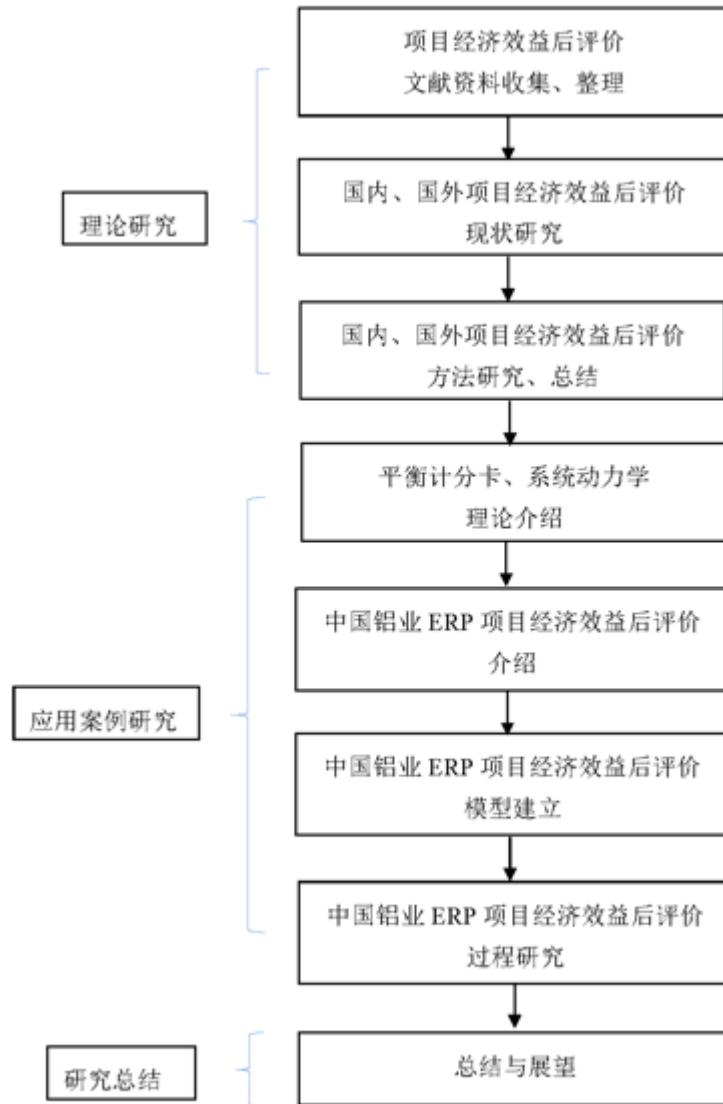 项目经济效益后评价
文献资料收集、整理
国内、国外项目经济效益后评价
现状研究
理论研究
国内、国外项目经济效益后评价
方法研究、总结
平衡计分卡、系统动力学
理论介绍
中国铝业 ERP 项目经济效益后评价
介绍
应用案例研究
中国铝业 ERP 项目经济效益后评价
模型建立
中国铝业 ERP 项目经济效益后评价
过程研究
总结与展望
研究总结